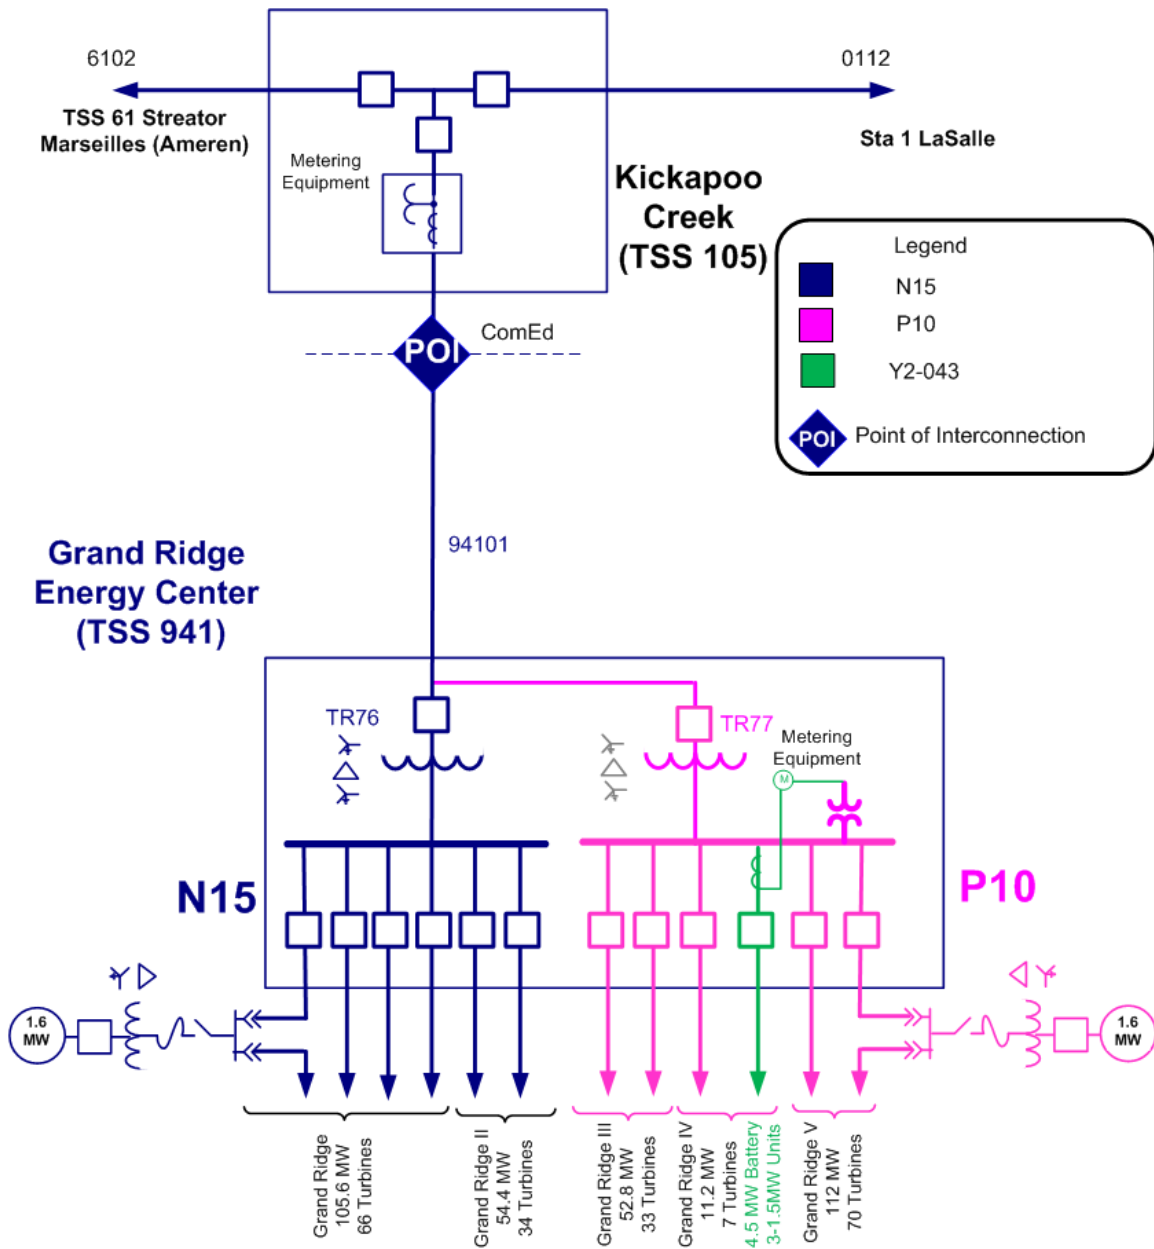 6102
0112
TSS 61 Streator
Marseilles (Ameren)
Sta 1 LaSalle
Metering
Equipment
Kickapoo
Creek
(TSS 105)
Legend
N15
P10
Y2-043
POI
Point of Interconnection
POI
ComEd
94101
Grand Ridge
Energy Center
(TSS 941)
TR76
TR77
Metering
Equipment
M
N15
P10
1.6
MW
1.6
MW
Grand Ridge
105.6 MW
66 Turbines
Grand Ridge II
54.4 MW
34 Turbines
Grand Ridge III
52.8 MW
33 Turbines
Grand Ridge IV
11.2 MW
7 Turbines
4.5 MW Battery
3-1.5MW Units
Grand Ridge V
112 MW
70 Turbines